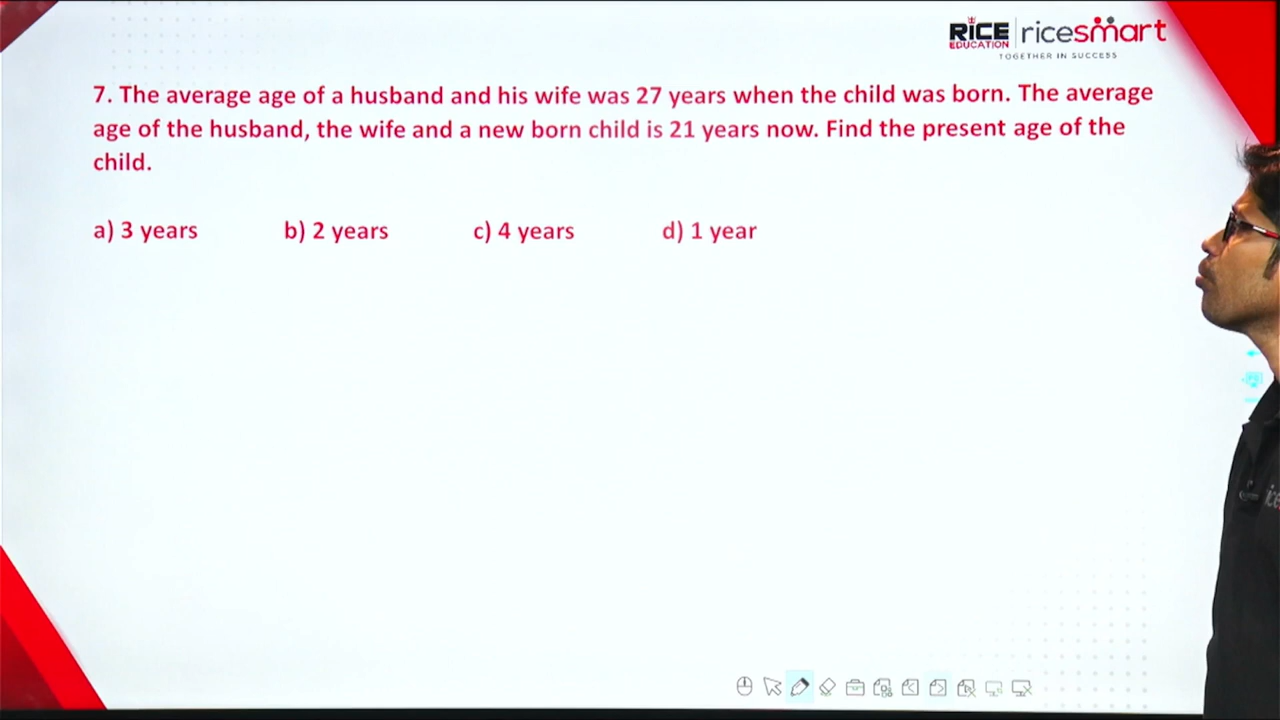 RICE EDUCATION ricesmart
TOGETHER IN SUCCESS
7. The average age of a husband and his wife was 27 years when the child was born. The average
age of the husband, the wife and a new born child is 21 years now. Find the present age of the
child.
a) 3 years b) 2 years c) 4 years d) 1 year